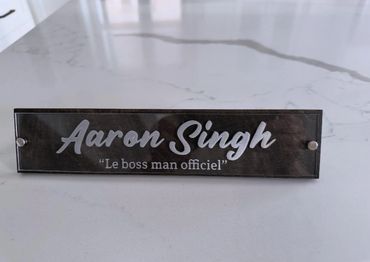 Aaron Singh
“Le boss man officiel”